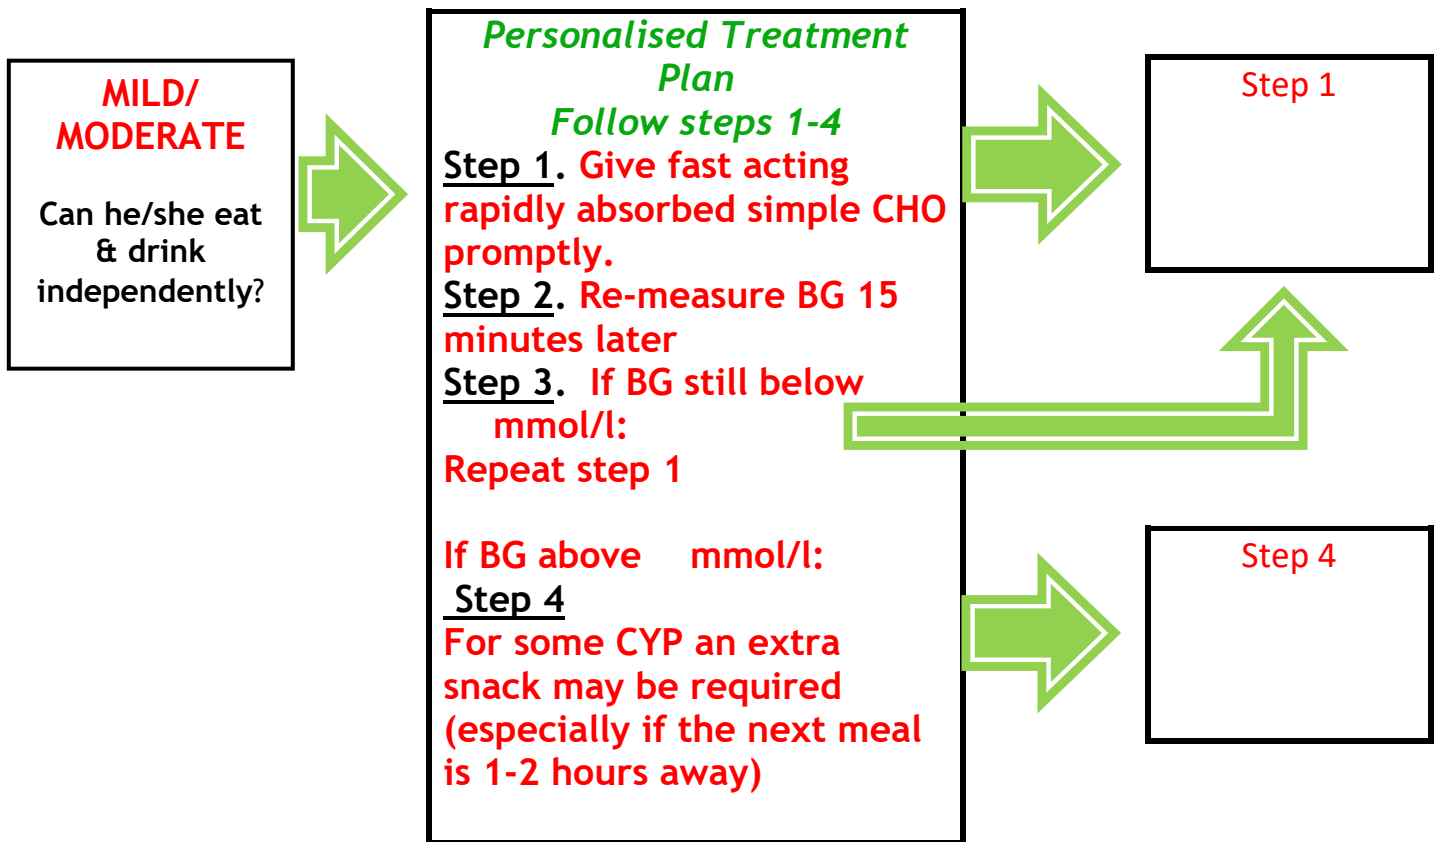 MILD/
MODERATE
Can he/she eat
& drink
independently?
Personalised Treatment
Plan
Follow steps 1-4
Step 1. Give fast acting
rapidly absorbed simple CHO
promptly.
Step 2. Re-measure BG 15
minutes later
Step 3. If BG still below
mmol/l:
Repeat step 1
If BG above mmol/l:
Step 4
For some CYP an extra
snack may be required
(especially if the next meal
is 1-2 hours away)
Step 1
Step 4